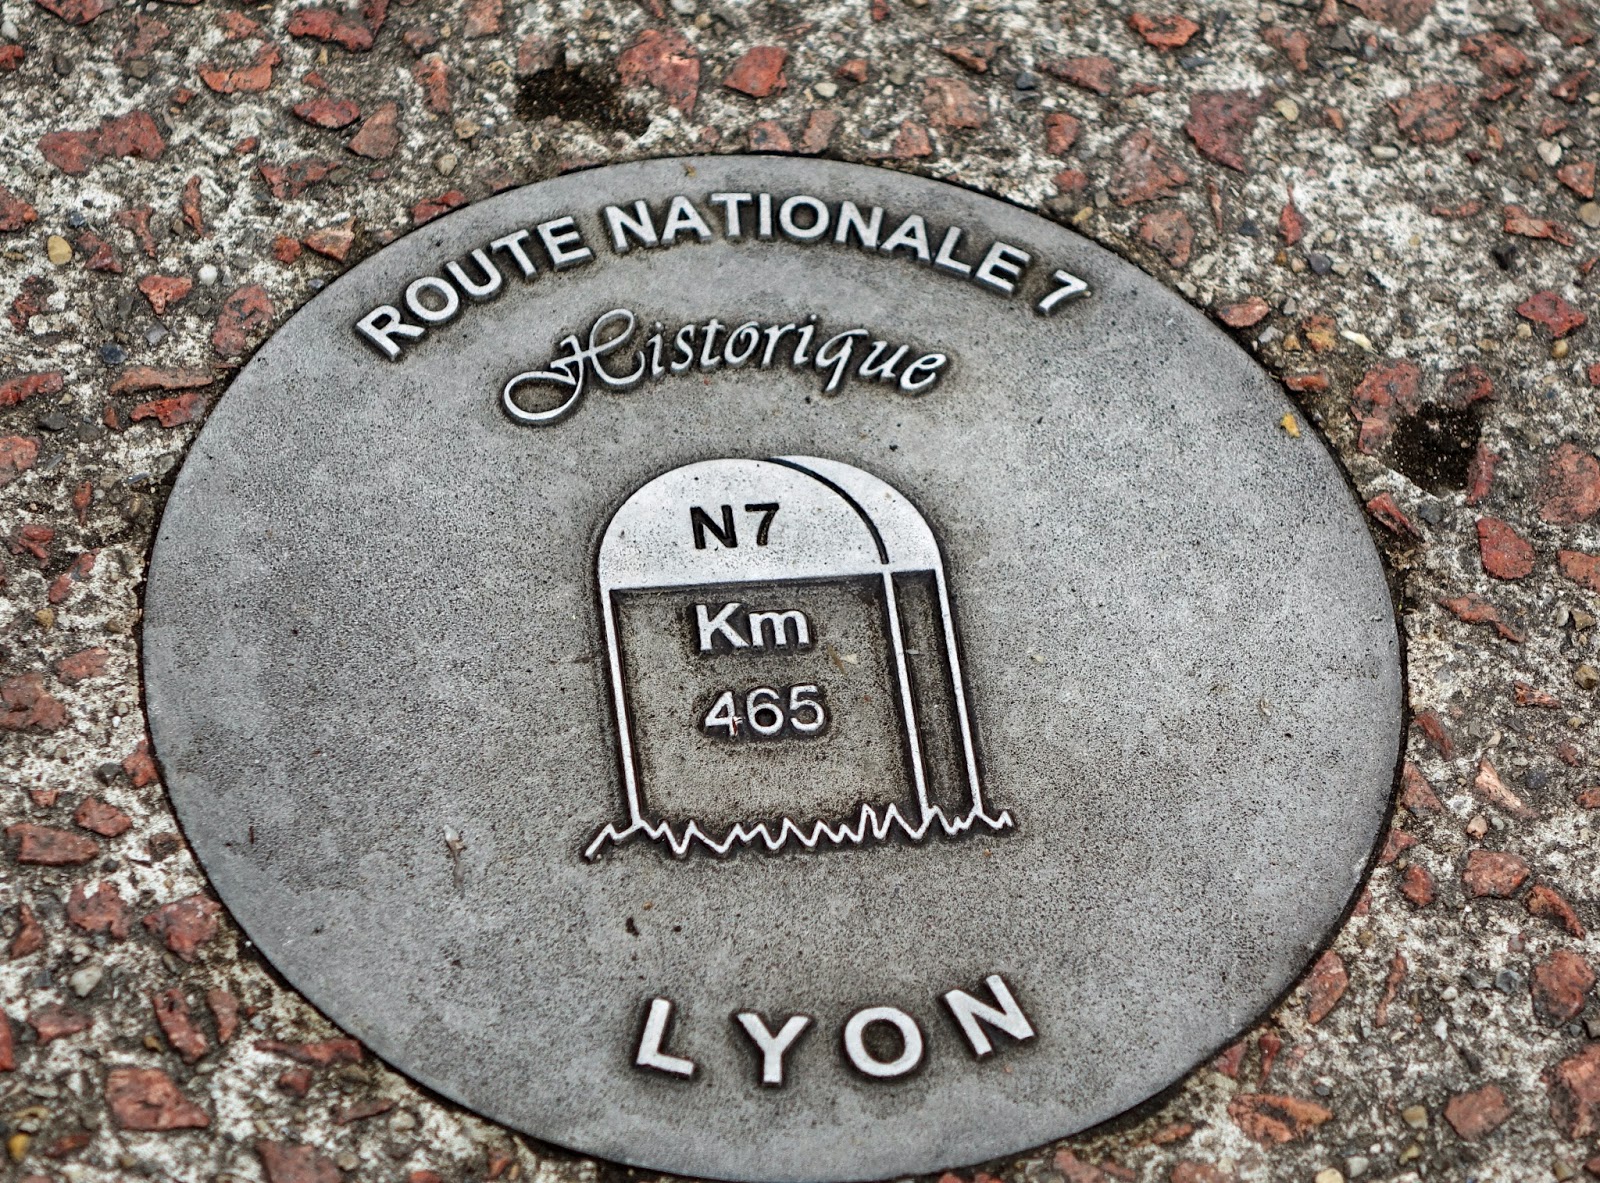 ROUTE NATIONALE 7
Historique
N7
Km
465
LYON